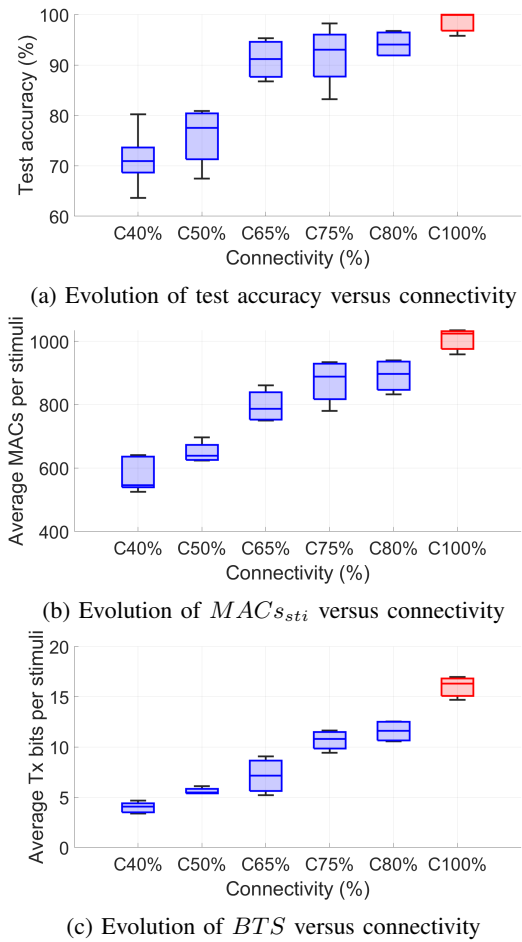 100
90
80
70
60
Test accuracy (%)
C40% C50% C65% C75% C80% C100%
Connectivity (%)
(a) Evolution of test accuracy versus connectivity
1000
800
600
400
Average MACs per stimuli
C40% C50% C65% C75% C80% C100%
Connectivity (%)
(b) Evolution of MACs_sti versus connectivity
20
15
10
5
0
Average Tx bits per stimuli
C40% C50% C65% C75% C80% C100%
Connectivity (%)
(c) Evolution of BTS versus connectivity